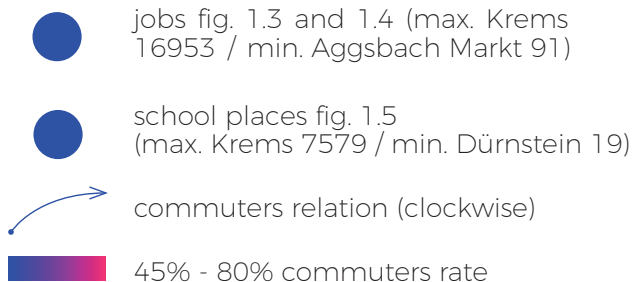 jobs fig. 1.3 and 1.4 (max. Krems
16953 / min. Aggsbach Markt 91)
school places fig. 1.5
(max. Krems 7579 / min. Dürnstein 19)
commuters relation (clockwise)
45% - 80% commuters rate